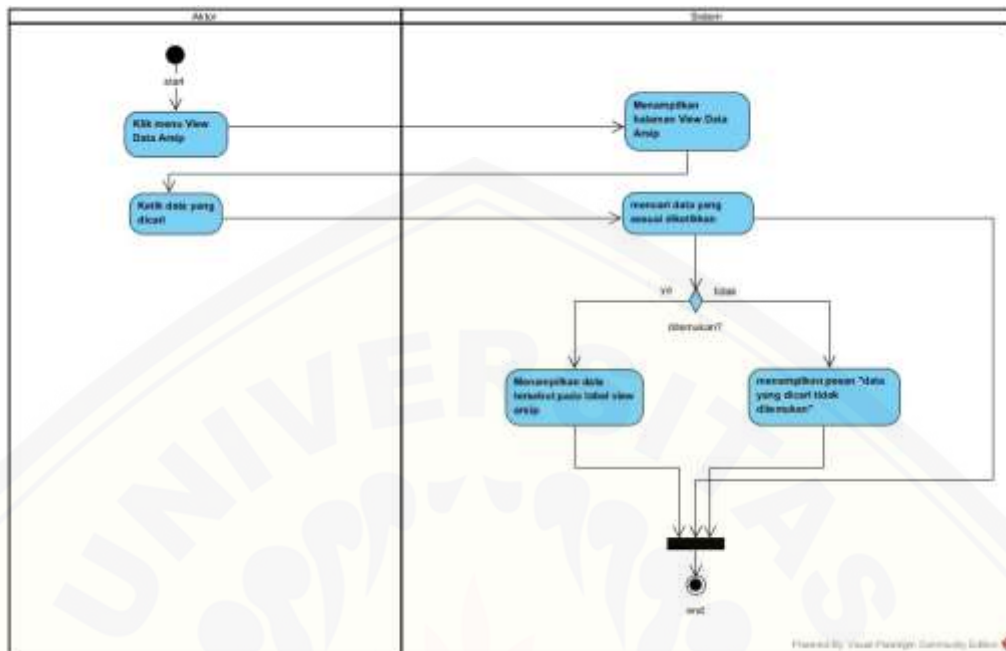 Aktor
Sistem
start
Klik menu View
Data Arsip
Menampilkan
halaman View Data
Arsip
Ketik data yang
dicari
mencari data yang
sesuai diketikkan
ya
tidak
ditemukan?
Menampilkan data
tersebut pada tabel view
arsip
menampilkan pesan "data
yang dicari tidak
ditemukan"
end
UNIVERSITAS
Powered By Visual Paradigm Community Edition